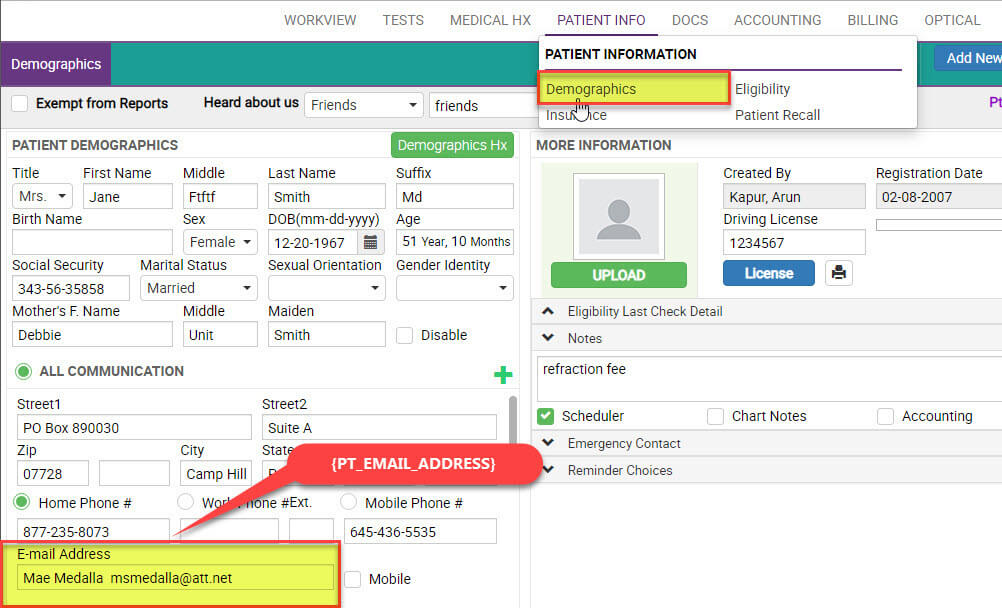 WORKVIEW TESTS MEDICAL HX PATIENT INFO DOCS ACCOUNTING BILLING OPTICAL
Demographics
PATIENT INFORMATION
Add New
Demographics Eligibility
Insurance Patient Recall
Exempt from Reports Heard about us Friends friends
Pt
PATIENT DEMOGRAPHICS Demographics Hx
Title First Name Middle Last Name Suffix
Mrs. Jane Ftftf Smith Md
Birth Name Sex DOB(mm-dd-yyyy) Age
Female 12-20-1967 51 Year, 10 Months
Social Security Marital Status Sexual Orientation Gender Identity
343-56-35858 Married
Mother's F. Name Middle Maiden
Debbie Unit Smith Disable
ALL COMMUNICATION
Street1 Street2
PO Box 890030 Suite A
Zip City State
07728 Camp Hill
{PT_EMAIL_ADDRESS}
Home Phone # Work Phone # Ext. Mobile Phone #
877-235-8073 645-436-5535
E-mail Address
Mae Medalla msmedalla@att.net Mobile
MORE INFORMATION
Created By Registration Date
Kapur, Arun 02-08-2007
Driving License
1234567
UPLOAD License
Eligibility Last Check Detail
Notes
refraction fee
Scheduler Chart Notes Accounting
Emergency Contact
Reminder Choices